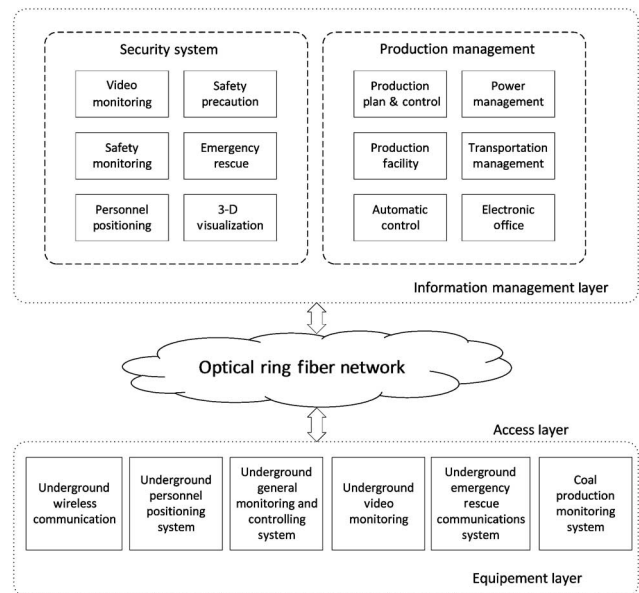 Security system
Video
monitoring
Safety
precaution
Safety
monitoring
Emergency
rescue
Personnel
positioning
3-D
visualization
Production management
Production
plan & control
Power
management
Production
facility
Transportation
management
Automatic
control
Electronic
office
Information management layer
Optical ring fiber network
Access layer
Underground
wireless
communication
Underground
personnel
positioning
system
Underground
general
monitoring and
controlling
system
Underground
video
monitoring
Underground
emergency
rescue
communications
system
Coal
production
monitoring
system
Equipement layer